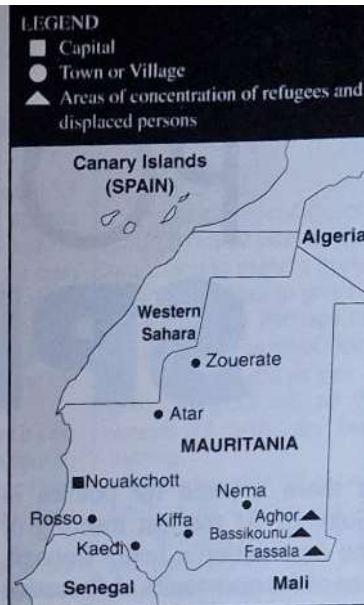 LEGEND
Capital
Town or Village
Areas of concentration of refugees and
displaced persons
Canary Islands
(SPAIN)
Algeria
Western
Sahara
Zouerate
Atar
MAURITANIA
Nouakchott
Nema
Rosso
Kiffa
Aghor
Bassikounu
Kaedi
Fassala
Senegal
Mali